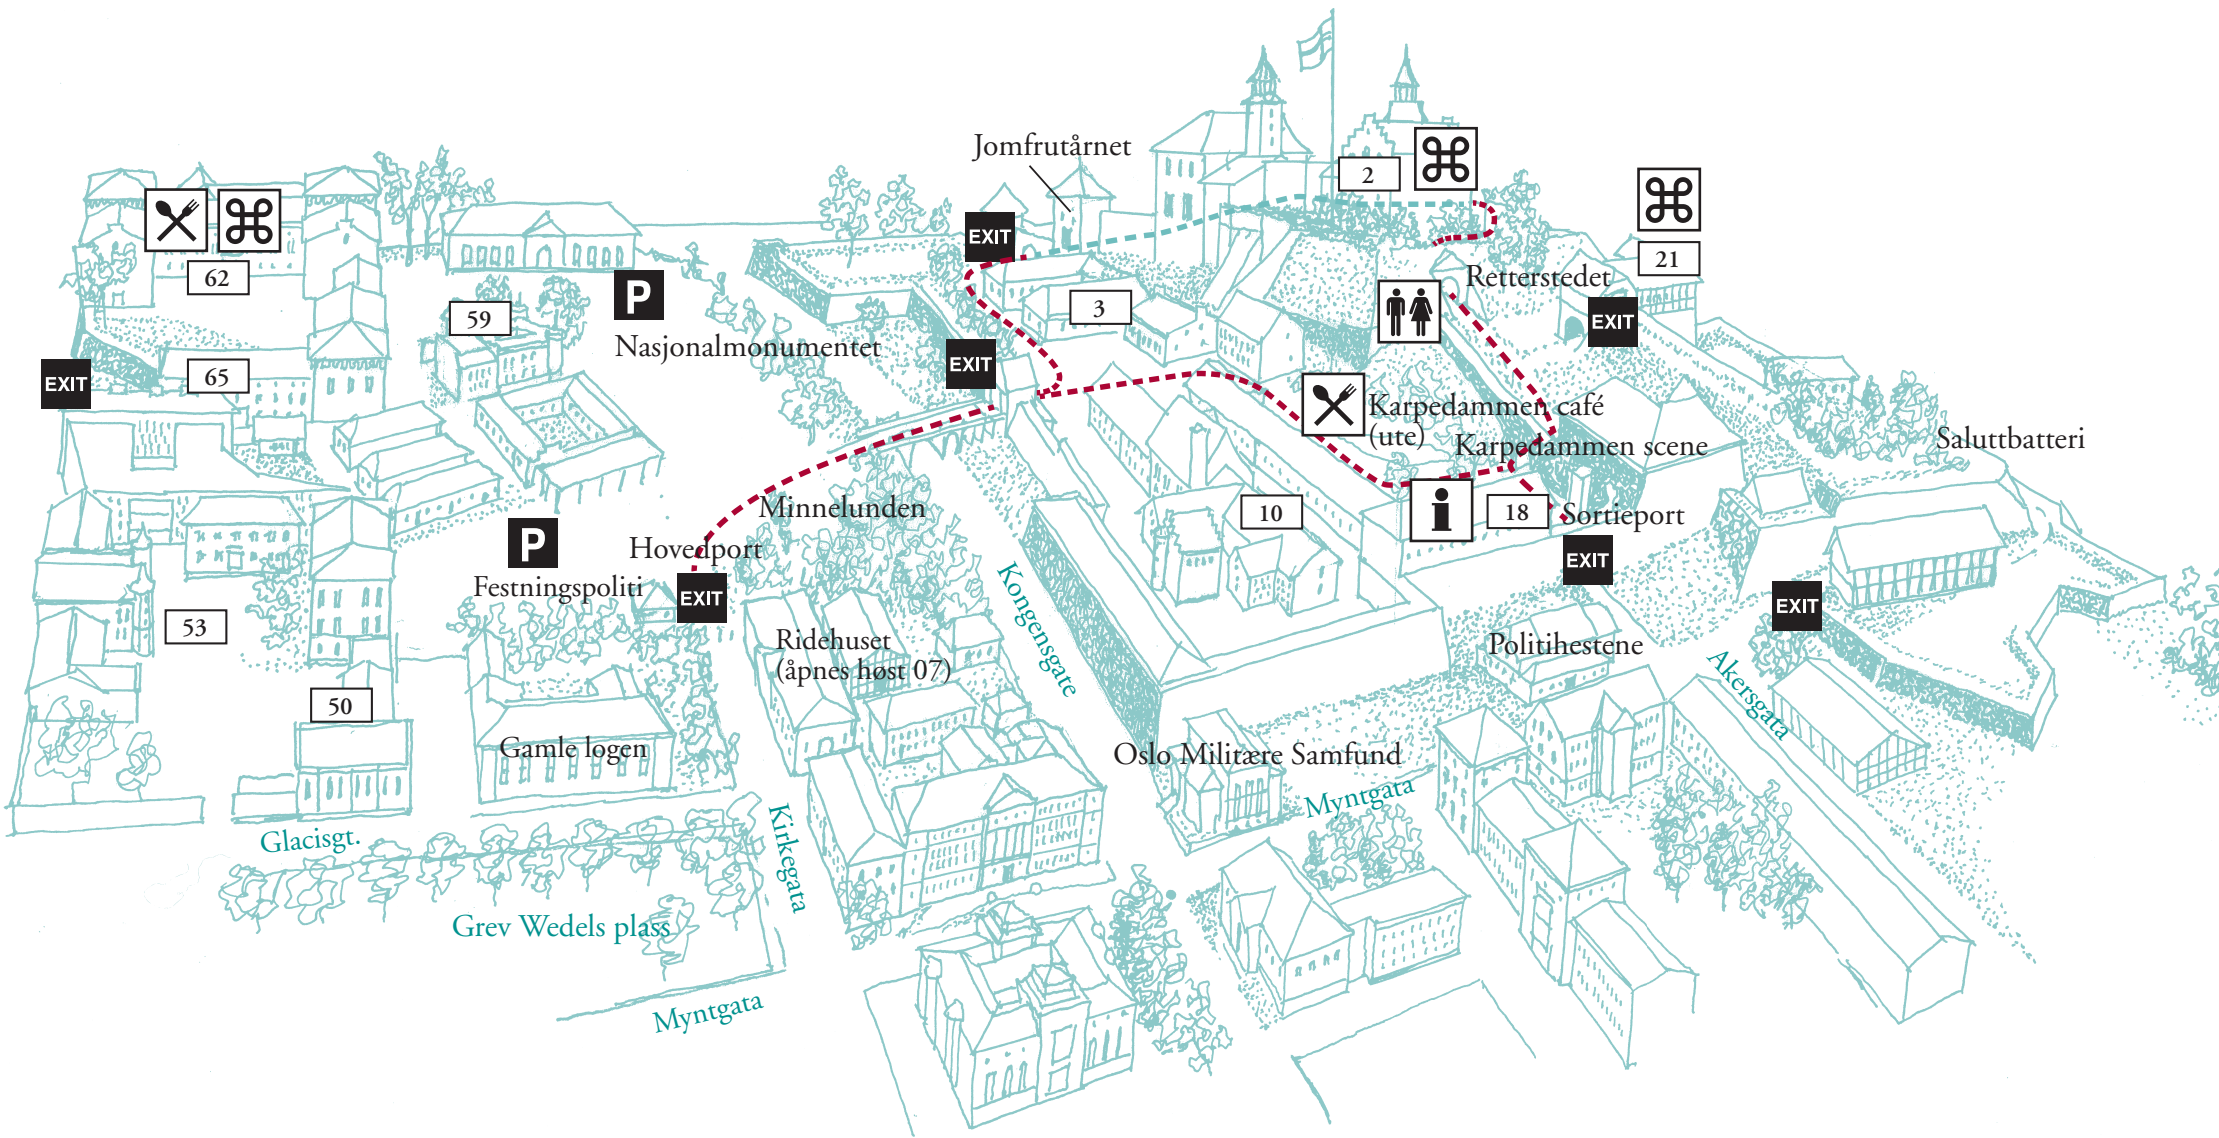 Jomfrutårnet
2
EXIT
62
21
Retterstedet
P
59
3
EXIT
Nasjonalmonumentet
EXIT
EXIT
65
Karpedammen café
(ute)
Karpedammen scene
Saluttbatteri
Minnelunden
10
i
18
Sortieport
P
Hovedport
Festningspoliti
EXIT
EXIT
EXIT
53
Ridehuset
(åpnes høst 07)
Kongensgate
Politihestene
Akersgata
50
Gamle logen
Oslo Militære Samfund
Myntgata
Glacisgt.
Kirkegata
Grev Wedels plass
Myntgata